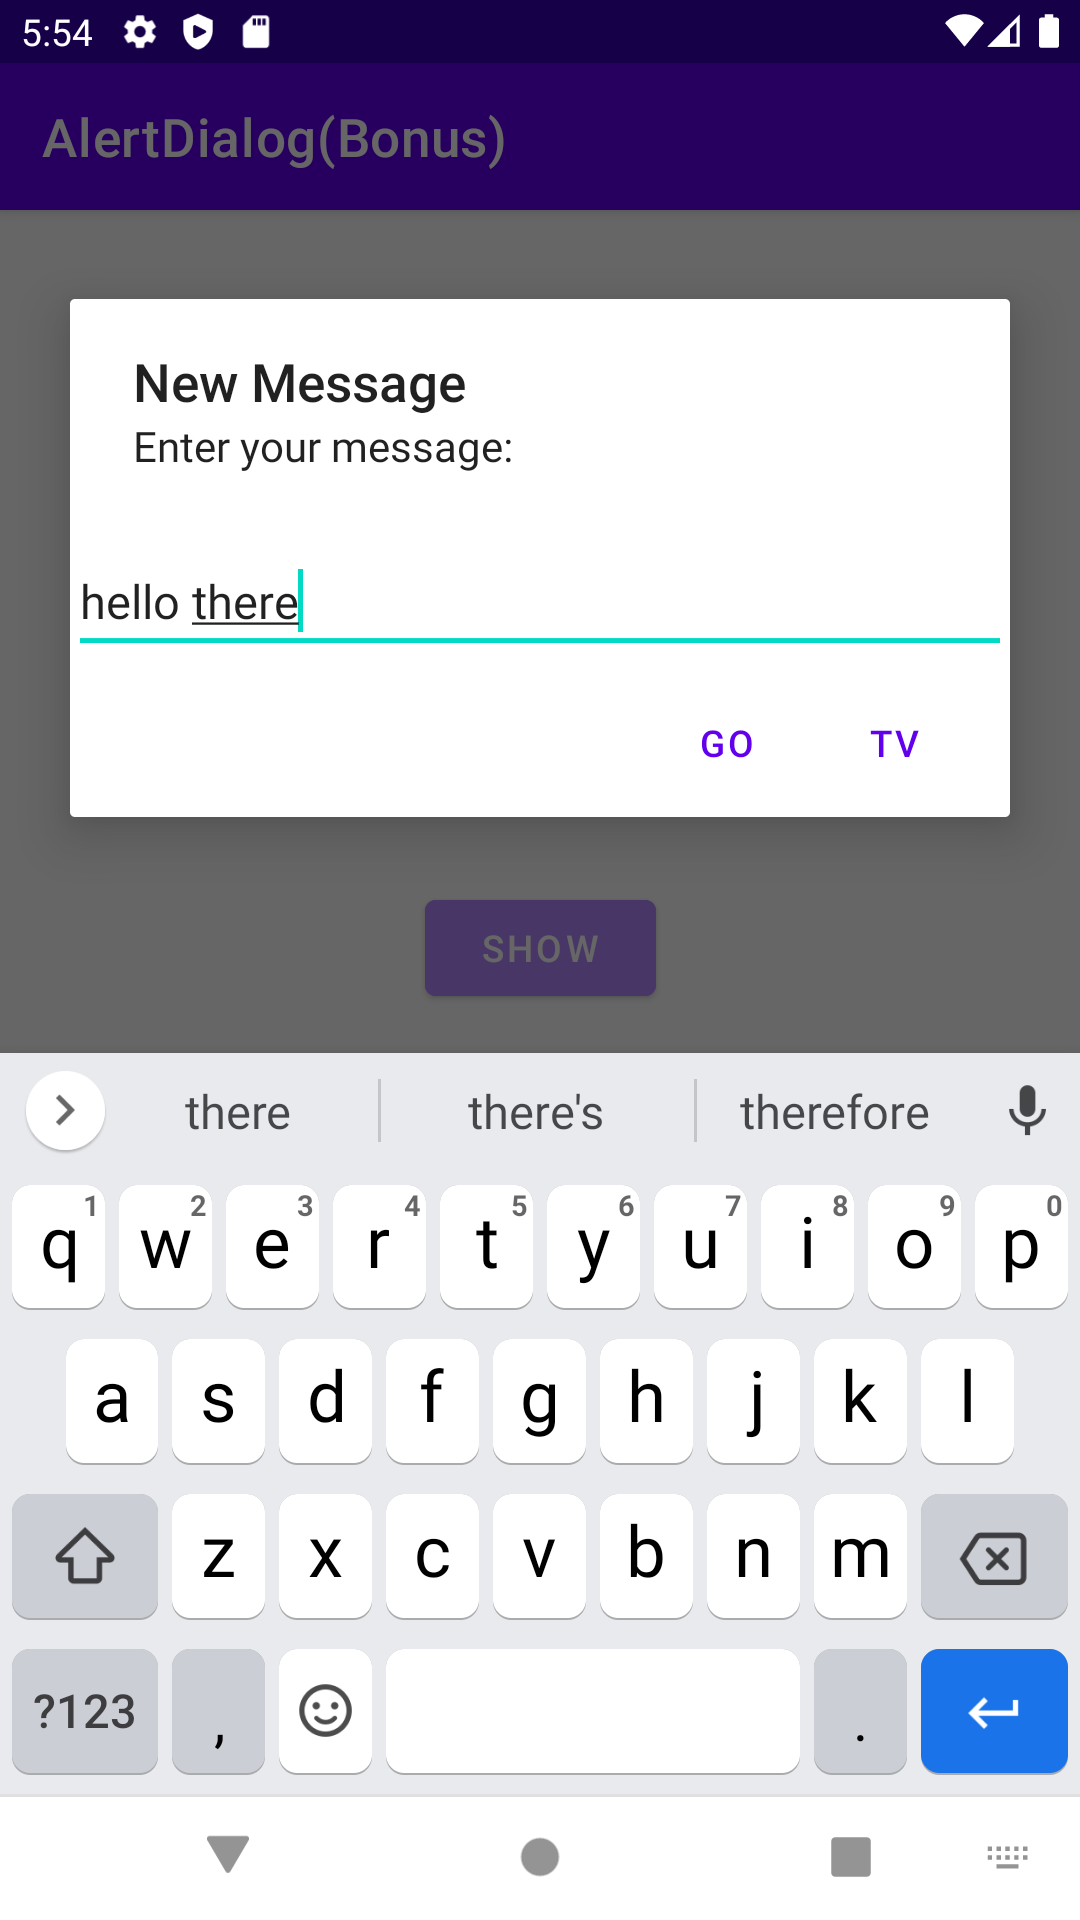 5:54
AlertDialog(Bonus)
New Message
Enter your message:
hello there
GO TV
SHOW
there there's therefore
1 2 3 4 5 6 7 8 9 0
q w e r t y u i o p
a s d f g h j k l
z x c v b n m
?123 , .